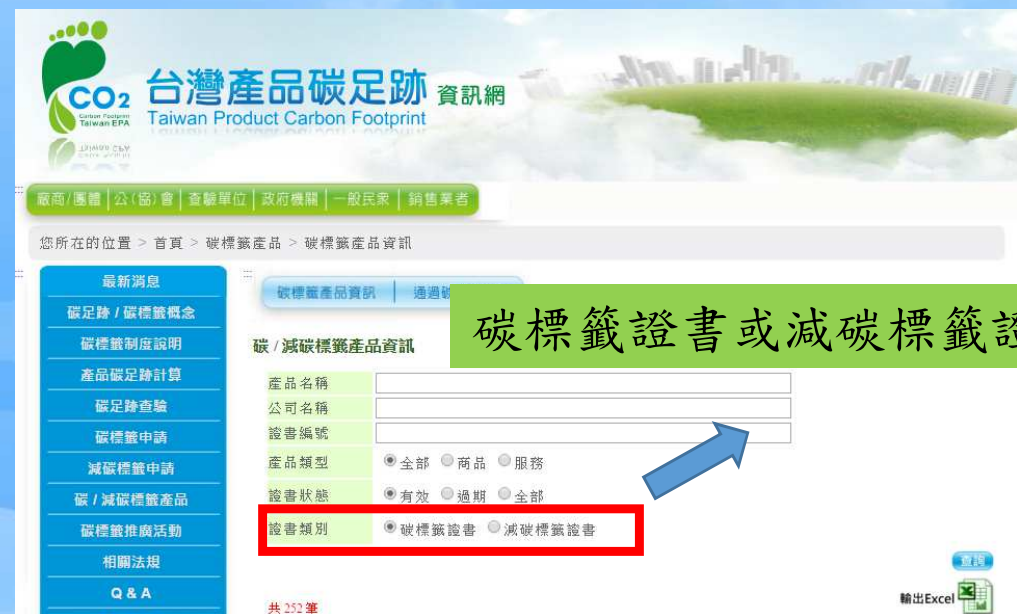 CO2
Carbon Footprint
Taiwan EPA
台灣產品碳足跡 資訊網
Taiwan Product Carbon Footprint
廠商/團體 公(協)會 查驗單位 政府機關 一般民眾 銷售業者
您所在的位置 > 首頁 > 碳標籤產品 > 碳標籤產品資訊
最新消息
碳足跡 / 碳標籤概念
碳標籤制度說明
產品碳足跡計算
碳足跡查驗
碳標籤申請
減碳標籤申請
碳 / 減碳標籤產品
碳標籤推廣活動
相關法規
Q & A
碳標籤產品資訊 通過
碳標籤證書或減碳標籤證
碳 / 減碳標籤產品資訊
產品名稱
公司名稱
證書編號
產品類型 全部 商品 服務
證書狀態 有效 過期 全部
證書類別 碳標籤證書 減碳標籤證書
查詢
輸出Excel
共 252 筆